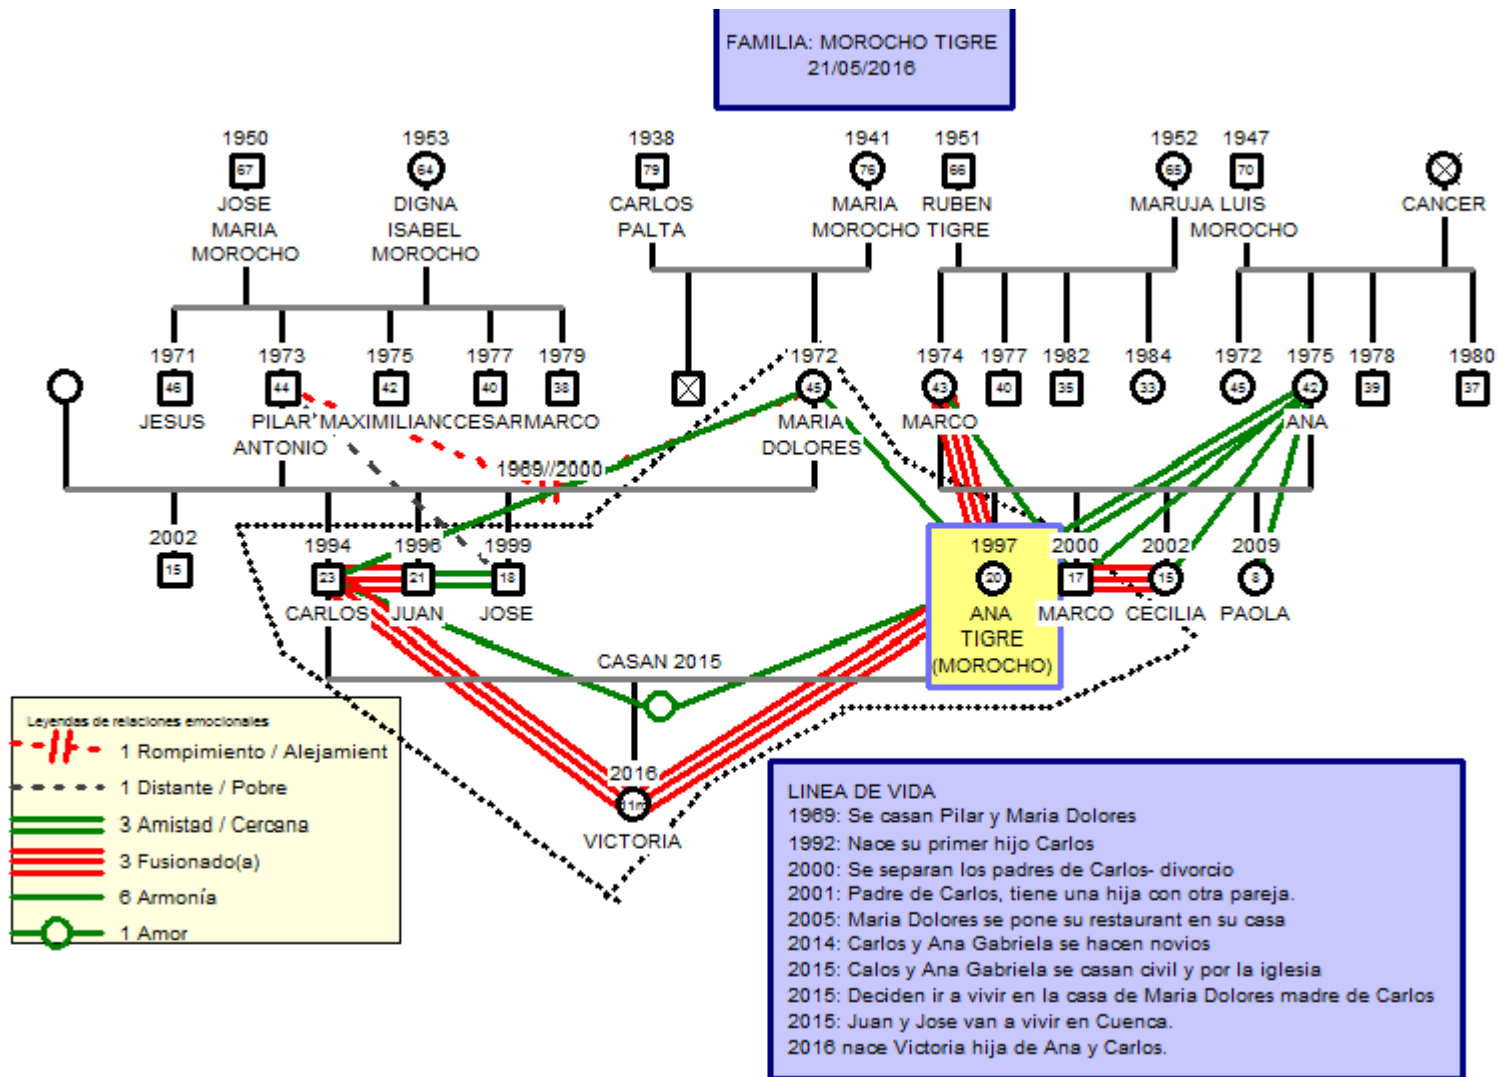 FAMILIA: MOROCHO TIGRE
21/05/2016
1950 1953 1938 1941 1951 1952 1947
67 64 79 76 66 65 70
JOSE DIGNA CARLOS MARIA RUBEN MARUJA LUIS CANCER
MARIA ISABEL PALTA MOROCHO TIGRE MOROCHO
MOROCHO MOROCHO
1971 1973 1975 1977 1979 1972 1974 1977 1982 1984 1972 1975 1978 1980
46 44 42 40 38 45 43 40 35 33 45 42 39 37
JESUS PILAR MAXIMILIANO CESAR MARCO MARIA MARCO ANA
ANTONIO DOLORES
1969//2000
2002 1994 1996 1999 1997 2000 2002 2009
15 23 21 18 20 17 15 8
CARLOS JUAN JOSE ANA MARCO CECILIA PAOLA
TIGRE
(MOROCHO)
CASAN 2015
2016
11m
VICTORIA
Leyendas de relaciones emocionales
1 Rompimiento / Alejamient
1 Distante / Pobre
3 Amistad / Cercana
3 Fusionado(a)
6 Armonía
1 Amor
LINEA DE VIDA
1969: Se casan Pilar y Maria Dolores
1992: Nace su primer hijo Carlos
2000: Se separan los padres de Carlos- divorcio
2001: Padre de Carlos, tiene una hija con otra pareja.
2005: Maria Dolores se pone su restaurant en su casa
2014: Carlos y Ana Gabriela se hacen novios
2015: Calos y Ana Gabriela se casan civil y por la iglesia
2015: Deciden ir a vivir en la casa de Maria Dolores madre de Carlos
2015: Juan y Jose van a vivir en Cuenca.
2016 nace Victoria hija de Ana y Carlos.